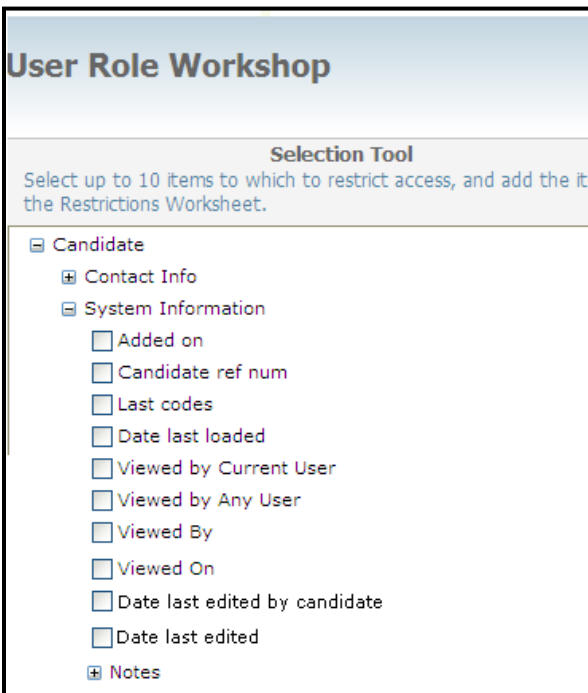 User Role Workshop
Selection Tool
Select up to 10 items to which to restrict access, and add the it
the Restrictions Worksheet.
Candidate
Contact Info
System Information
Added on
Candidate ref num
Last codes
Date last loaded
Viewed by Current User
Viewed by Any User
Viewed By
Viewed On
Date last edited by candidate
Date last edited
Notes